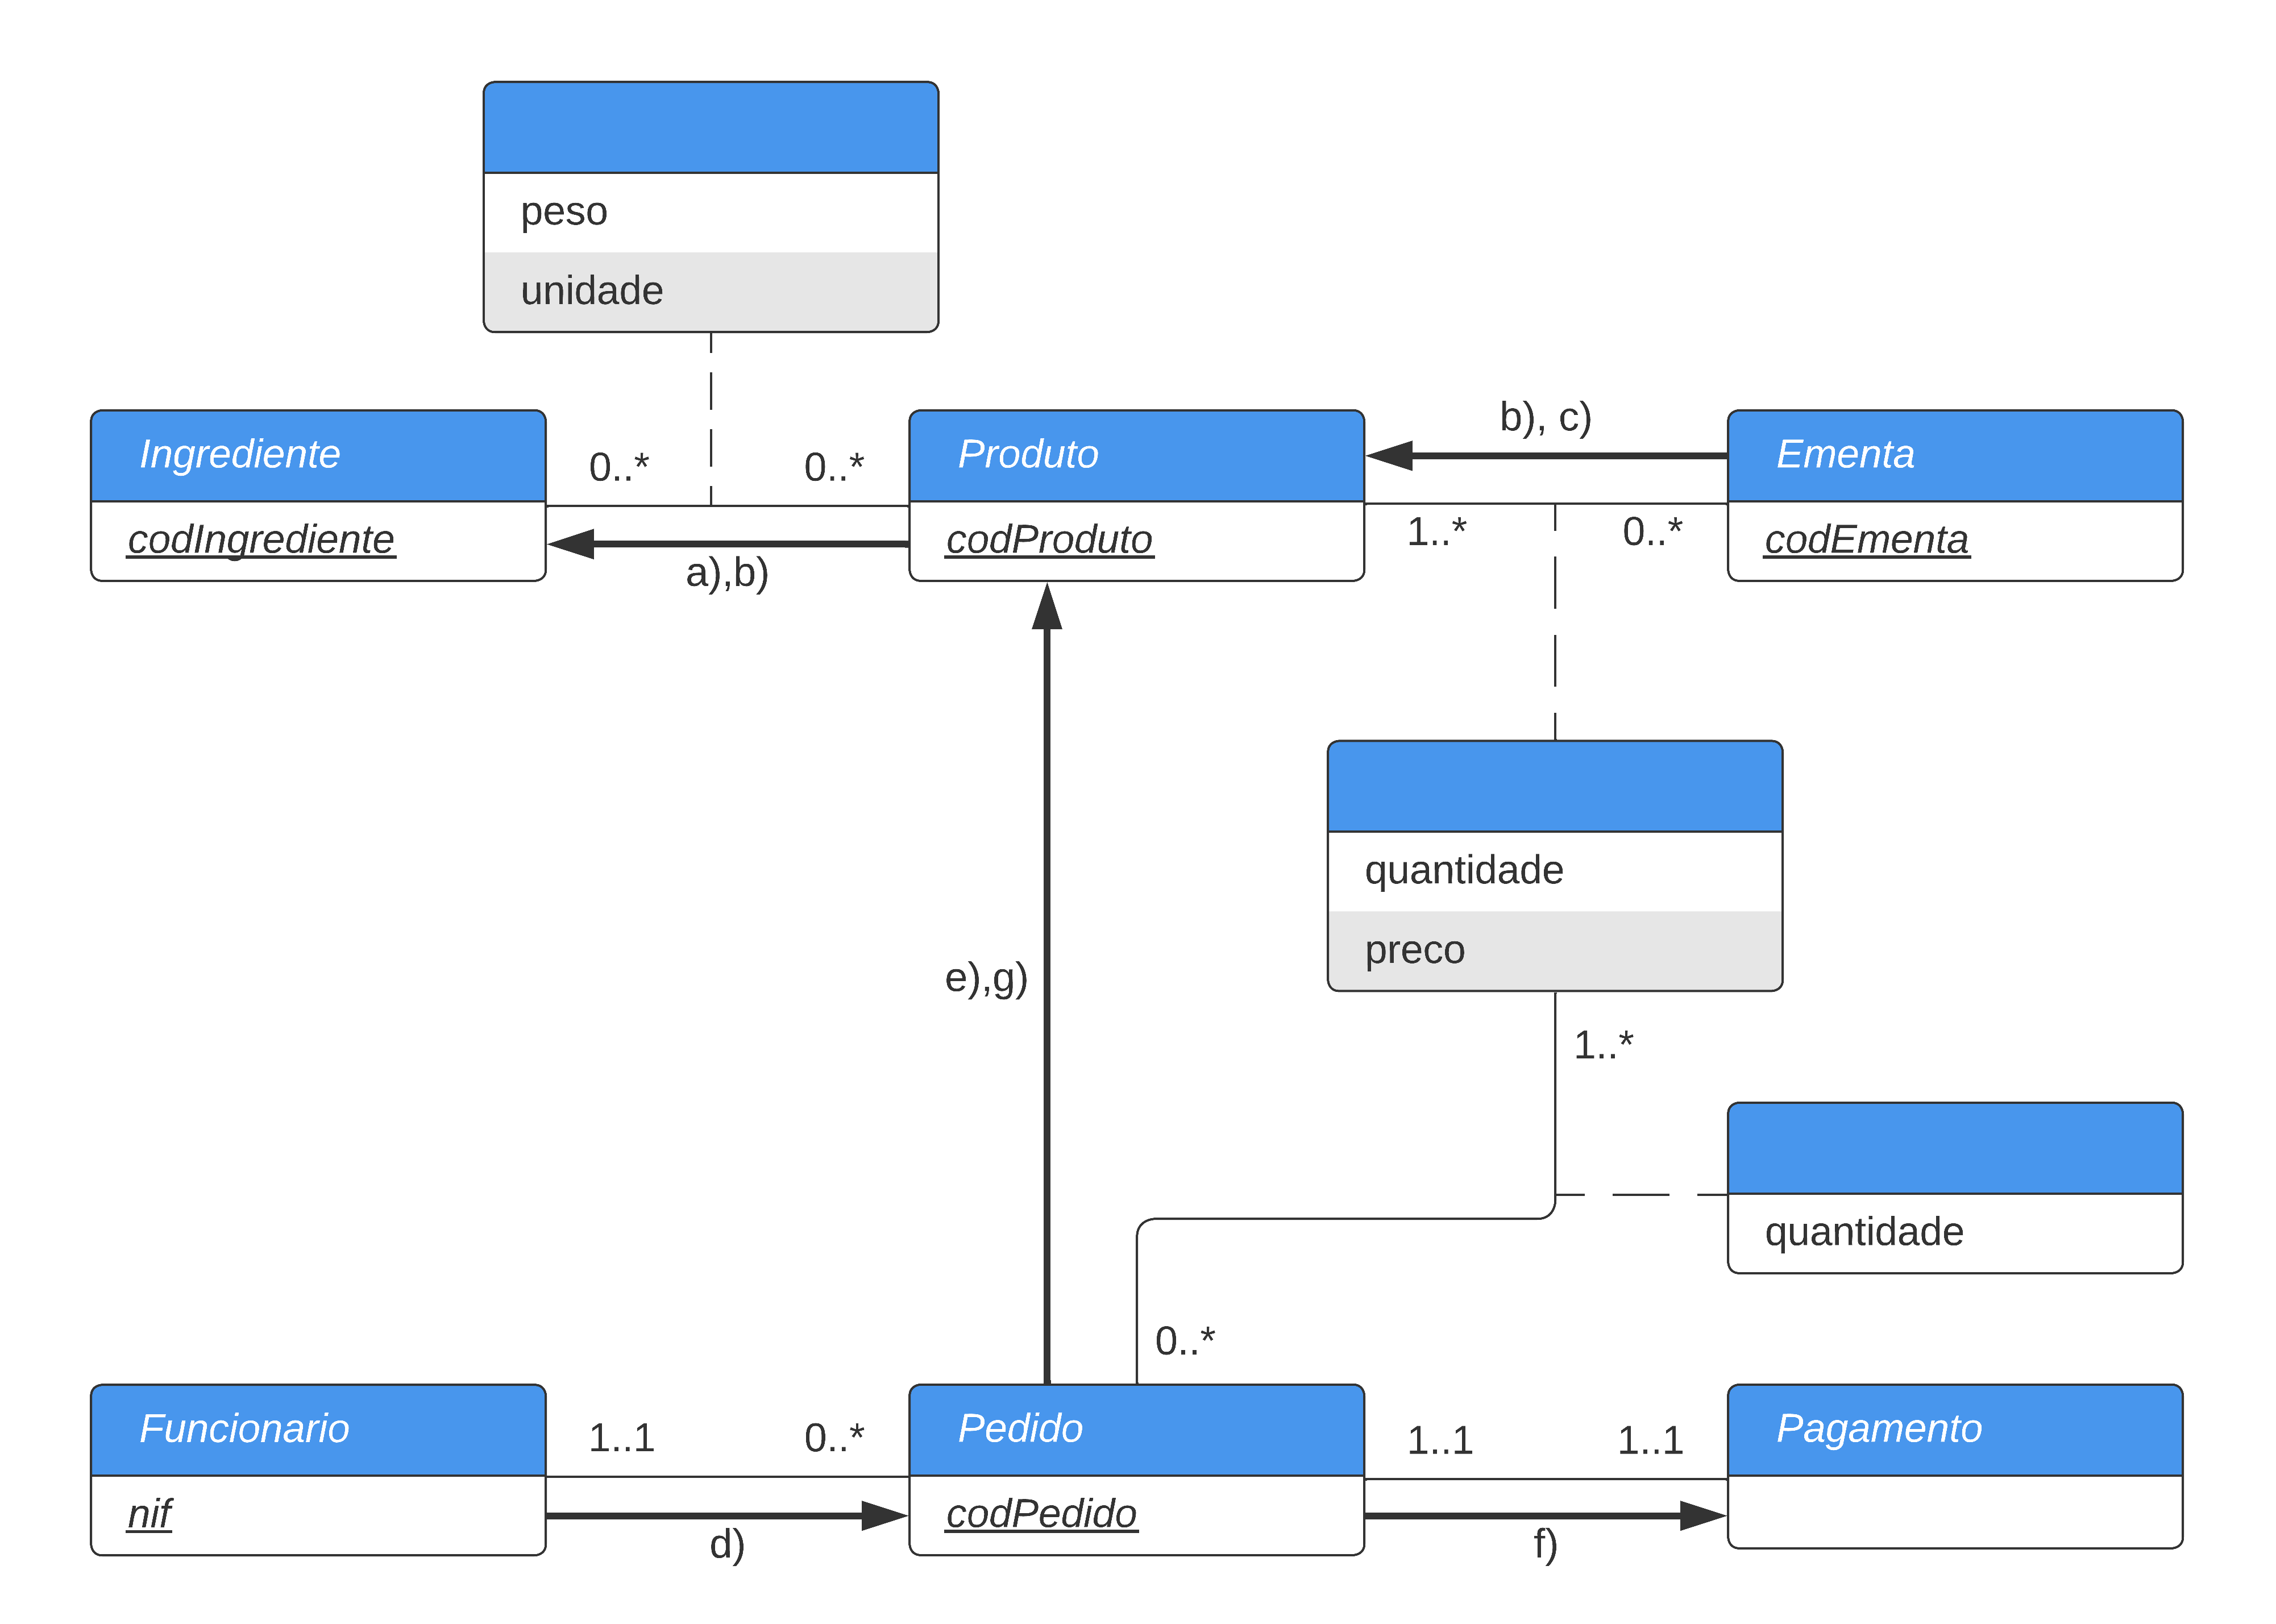 peso
unidade
b), c)
Ingrediente
0..*
0..*
Produto
Ementa
codIngrediente
codProduto
1..*
0..*
codEmenta
a),b)
quantidade
preco
e),g)
1..*
quantidade
0..*
Funcionario
1..1
0..*
Pedido
1..1
1..1
Pagamento
nif
codPedido
d)
f)